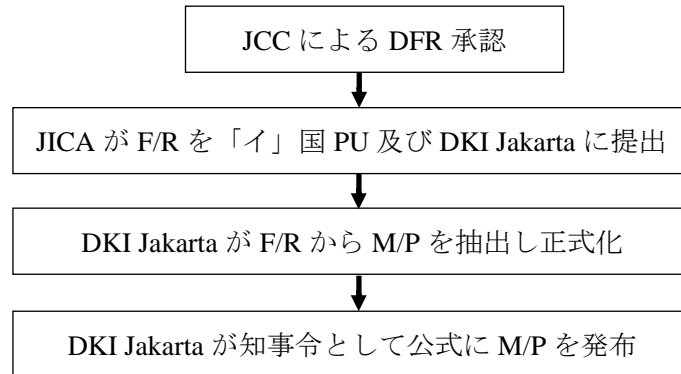 JCC による DFR 承認
JICA が F/R を「イ」国 PU 及び DKI Jakarta に提出
DKI Jakarta が F/R から M/P を抽出し正式化
DKI Jakarta が知事令として公式に M/P を発布